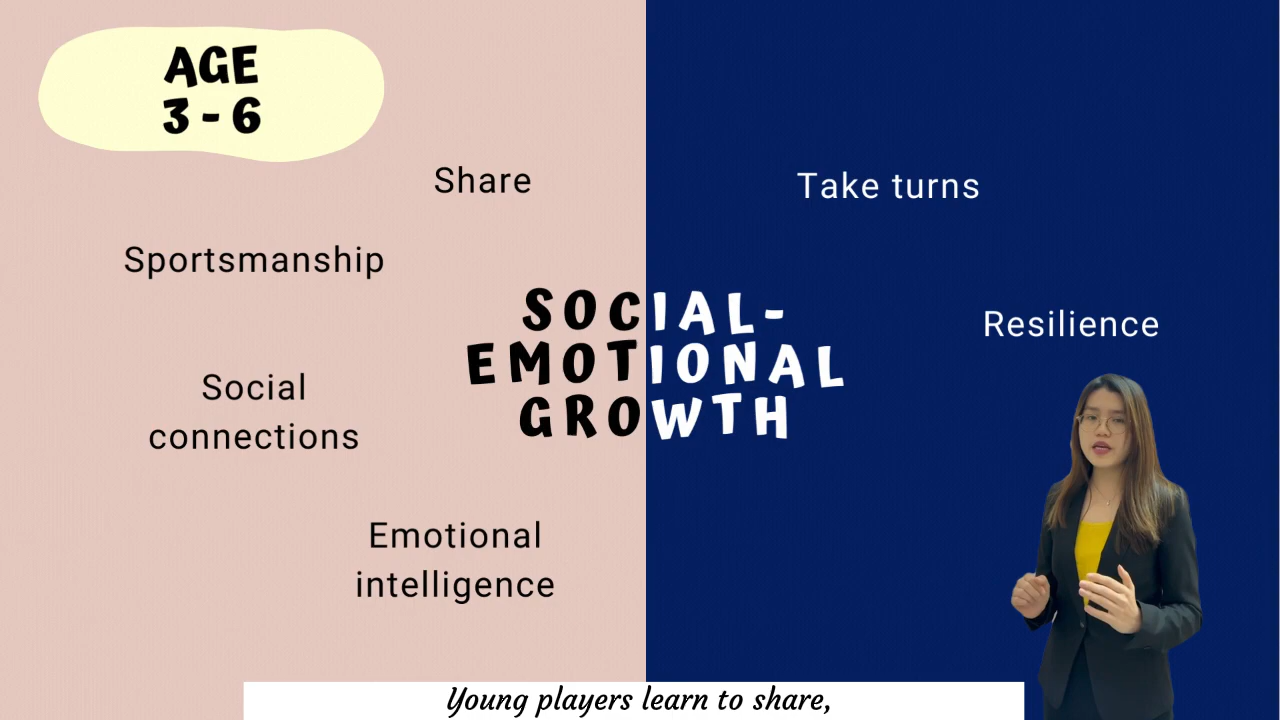 AGE
3 - 6
Share
Take turns
Sportsmanship
SOCIAL-
EMOTIONAL
GROWTH
Resilience
Social
connections
Emotional
intelligence
Young players learn to share,